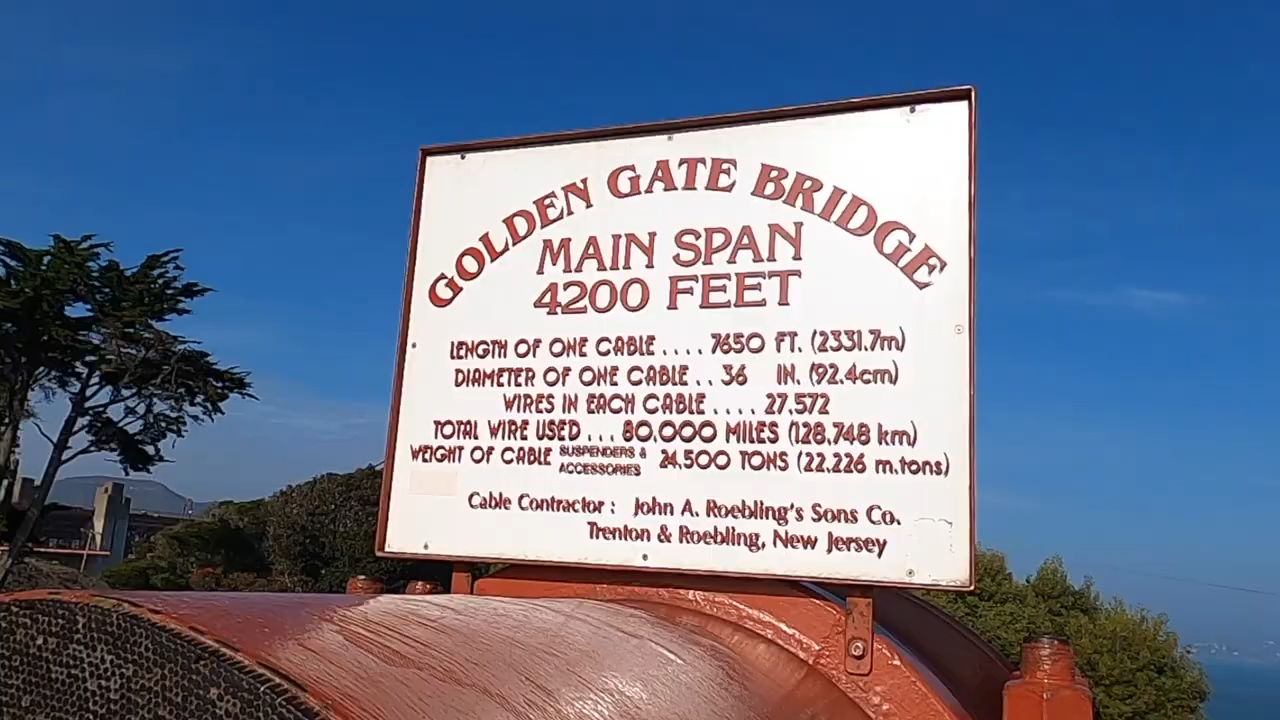 GOLDEN GATE BRIDGE
MAIN SPAN
4200 FEET
LENGTH OF ONE CABLE .... 7650 FT. (2331.7m)
DIAMETER OF ONE CABLE .. 36 IN. (92.4cm)
WIRES IN EACH CABLE .... 27,572
TOTAL WIRE USED ... 80,000 MILES (128,748 km)
WEIGHT OF CABLE SUSPENDERS & ACCESSORIES 24,500 TONS (22,226 m.tons)
Cable Contractor : John A. Roebling's Sons Co.
Trenton & Roebling, New Jersey